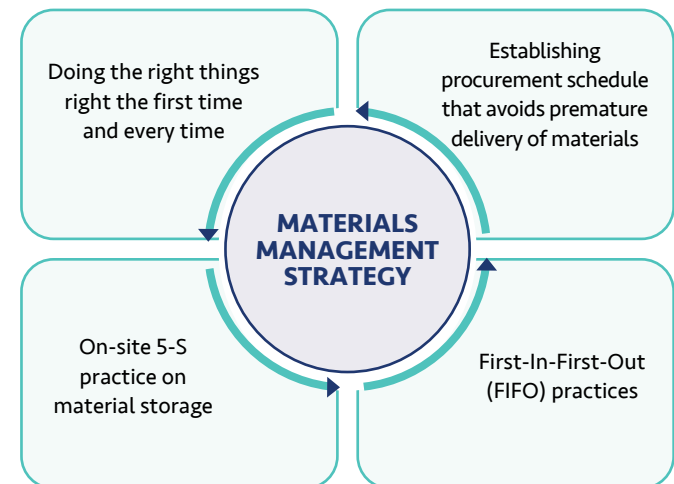 Doing the right things
right the first time
and every time
Establishing
procurement schedule
that avoids premature
delivery of materials
MATERIALS
MANAGEMENT
STRATEGY
On-site 5-S
practice on
material storage
First-In-First-Out
(FIFO) practices